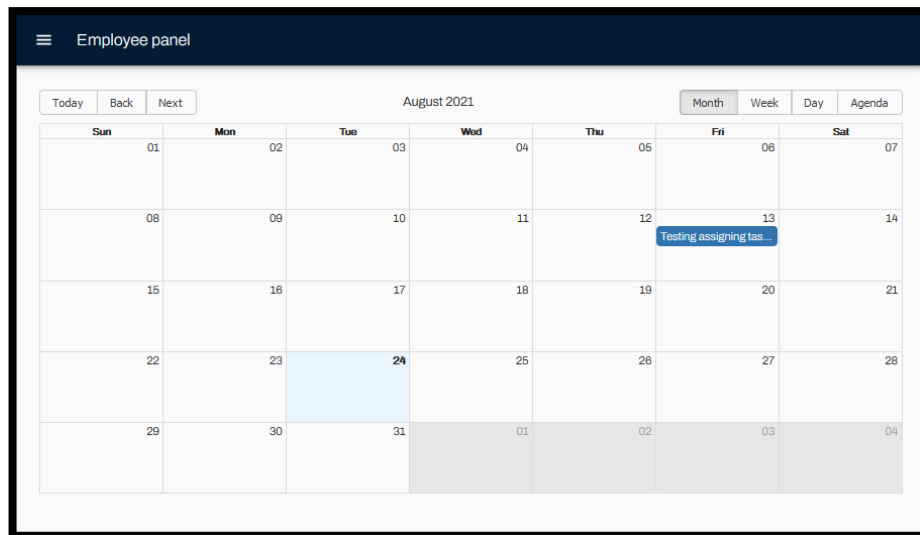 Employee panel
Today Back Next August 2021 Month Week Day Agenda
Sun Mon Tue Wed Thu Fri Sat
01 02 03 04 05 06 07
08 09 10 11 12 13 14
Testing assigning tas...
15 16 17 18 19 20 21
22 23 24 25 26 27 28
29 30 31 01 02 03 04